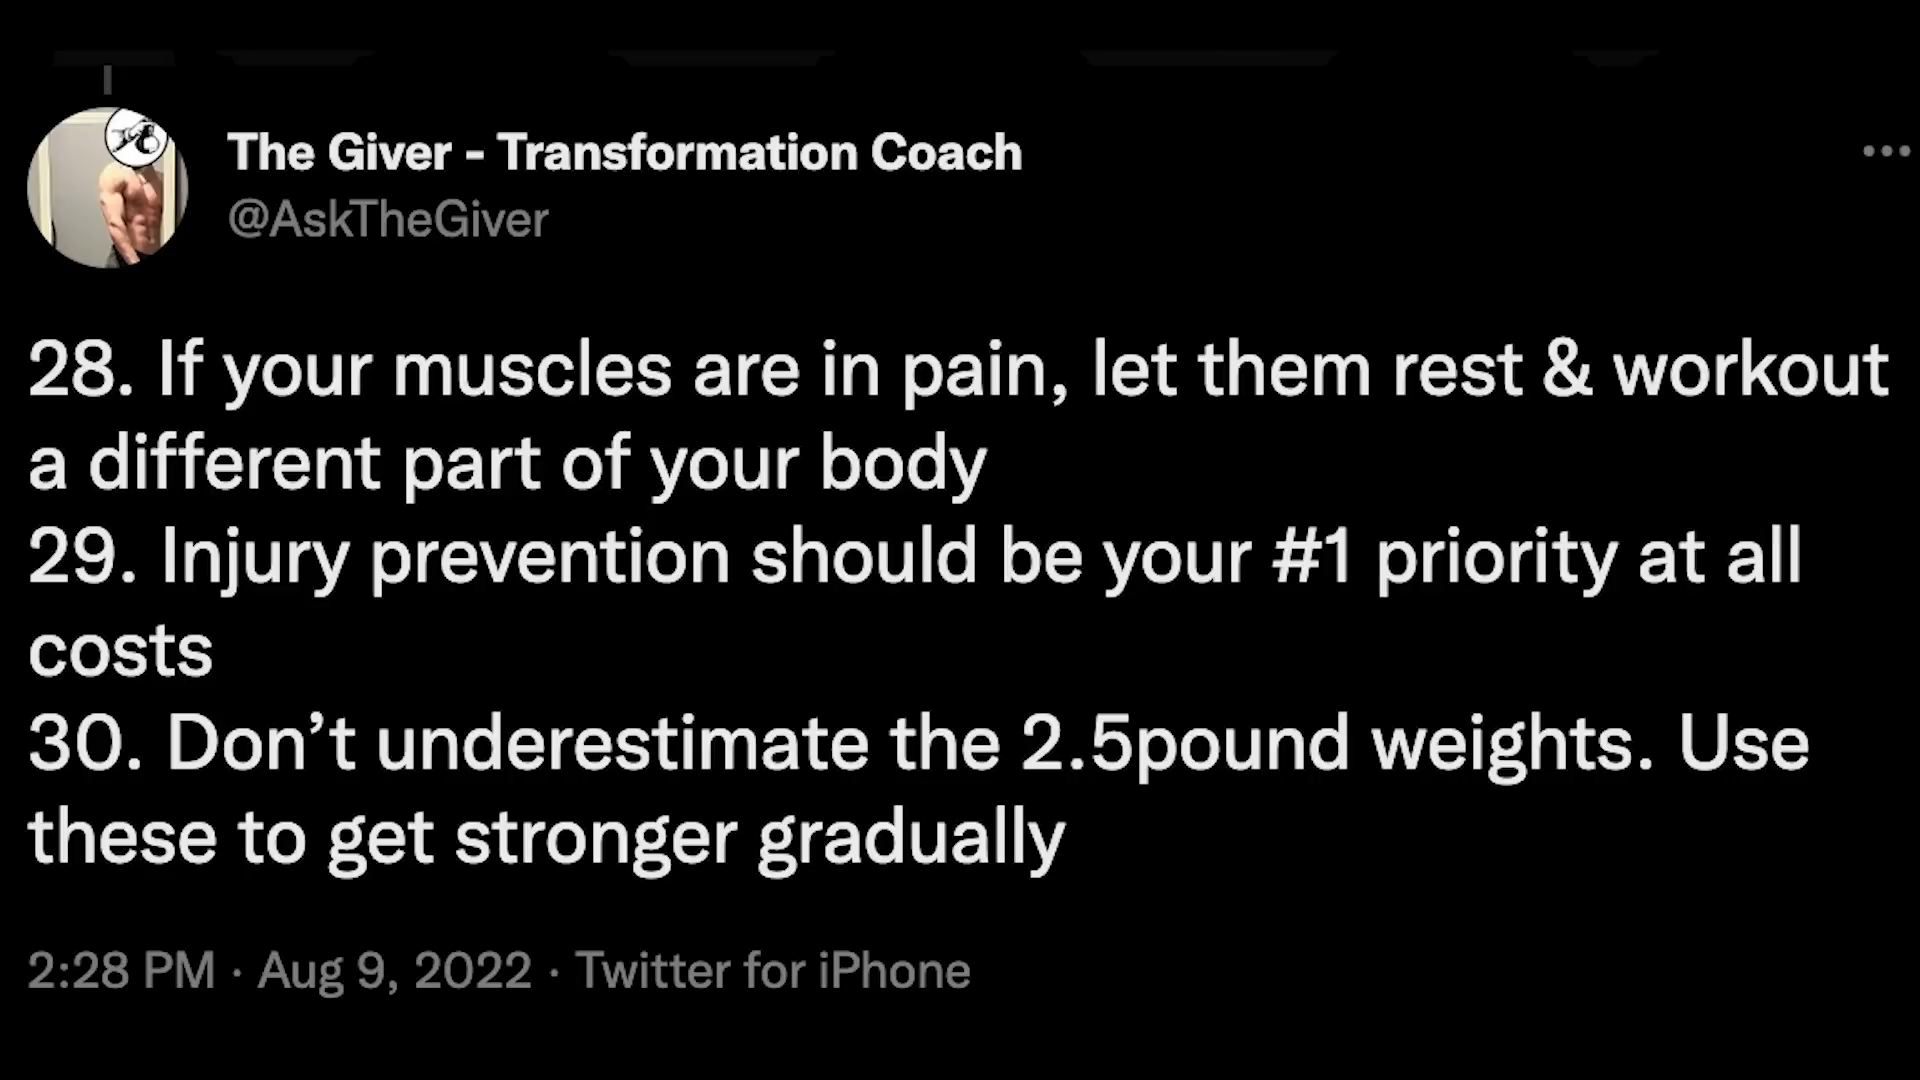 The Giver - Transformation Coach
@AskTheGiver
28. If your muscles are in pain, let them rest & workout
a different part of your body
29. Injury prevention should be your #1 priority at all
costs
30. Don’t underestimate the 2.5pound weights. Use
these to get stronger gradually
2:28 PM · Aug 9, 2022 · Twitter for iPhone